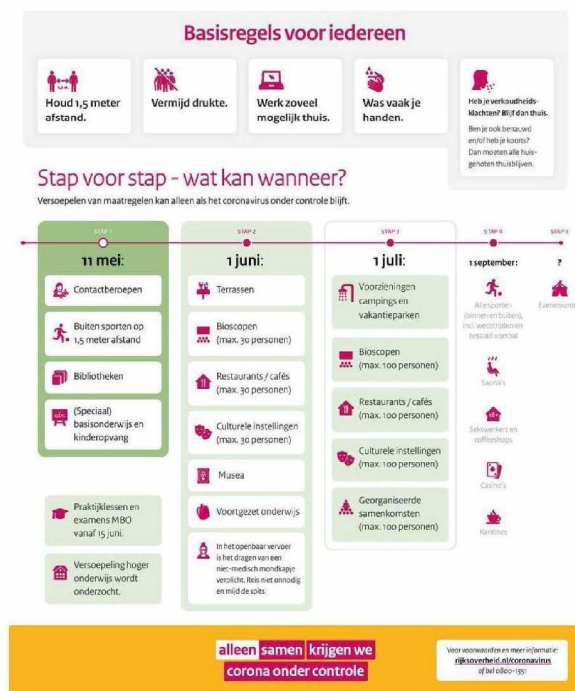 Basisregels voor iedereen
Houd 1,5 meter
afstand.
Vermijd drukte.
Werk zoveel
mogelijk thuis.
Was vaak je
handen.
Heb je verkoudheids-
klachten? Blijf dan thuis.
Ben je ook benauwd
en/of heb je koorts?
Dan moeten alle huis-
genoten thuisblijven.
Stap voor stap - wat kan wanneer?
Versoepelen van maatregelen kan alleen als het coronavirus onder controle blijft.
STAP 1
11 mei:
Contactberoepen
Buiten sporten op
1,5 meter afstand
Bibliotheken
(Speciaal)
basisonderwijs en
kinderopvang
Praktijklessen en
examens MBO
vanaf 15 juni.
Versoepeling hoger
onderwijs wordt
onderzocht.
STAP 2
1 juni:
Terrassen
Bioscopen
(max. 30 personen)
Restaurants / cafés
(max. 30 personen)
Culturele instellingen
(max. 30 personen)
Musea
Voortgezet onderwijs
In het openbaar vervoer
is het dragen van een
niet-medisch mondkapje
verplicht. Reis niet onnodig
en mijd de spits.
STAP 3
1 juli:
Voorzieningen
campings en
vakantieparken
Bioscopen
(max. 100 personen)
Restaurants / cafés
(max. 100 personen)
Culturele instellingen
(max. 100 personen)
Georganiseerde
samenkomsten
(max. 100 personen)
STAP 4
1 september:
Alle sporten
(binnen en buiten),
incl. wedstrijden en
betaald voetbal
Sauna's
Sekswerkers en
coffeeshops
Casino's
Kantines
STAP 5
?
alleen samen krijgen we
corona onder controle
Voor voorwaarden en meer informatie:
rijksoverheid.nl/coronavirus
of bel 0800-1351